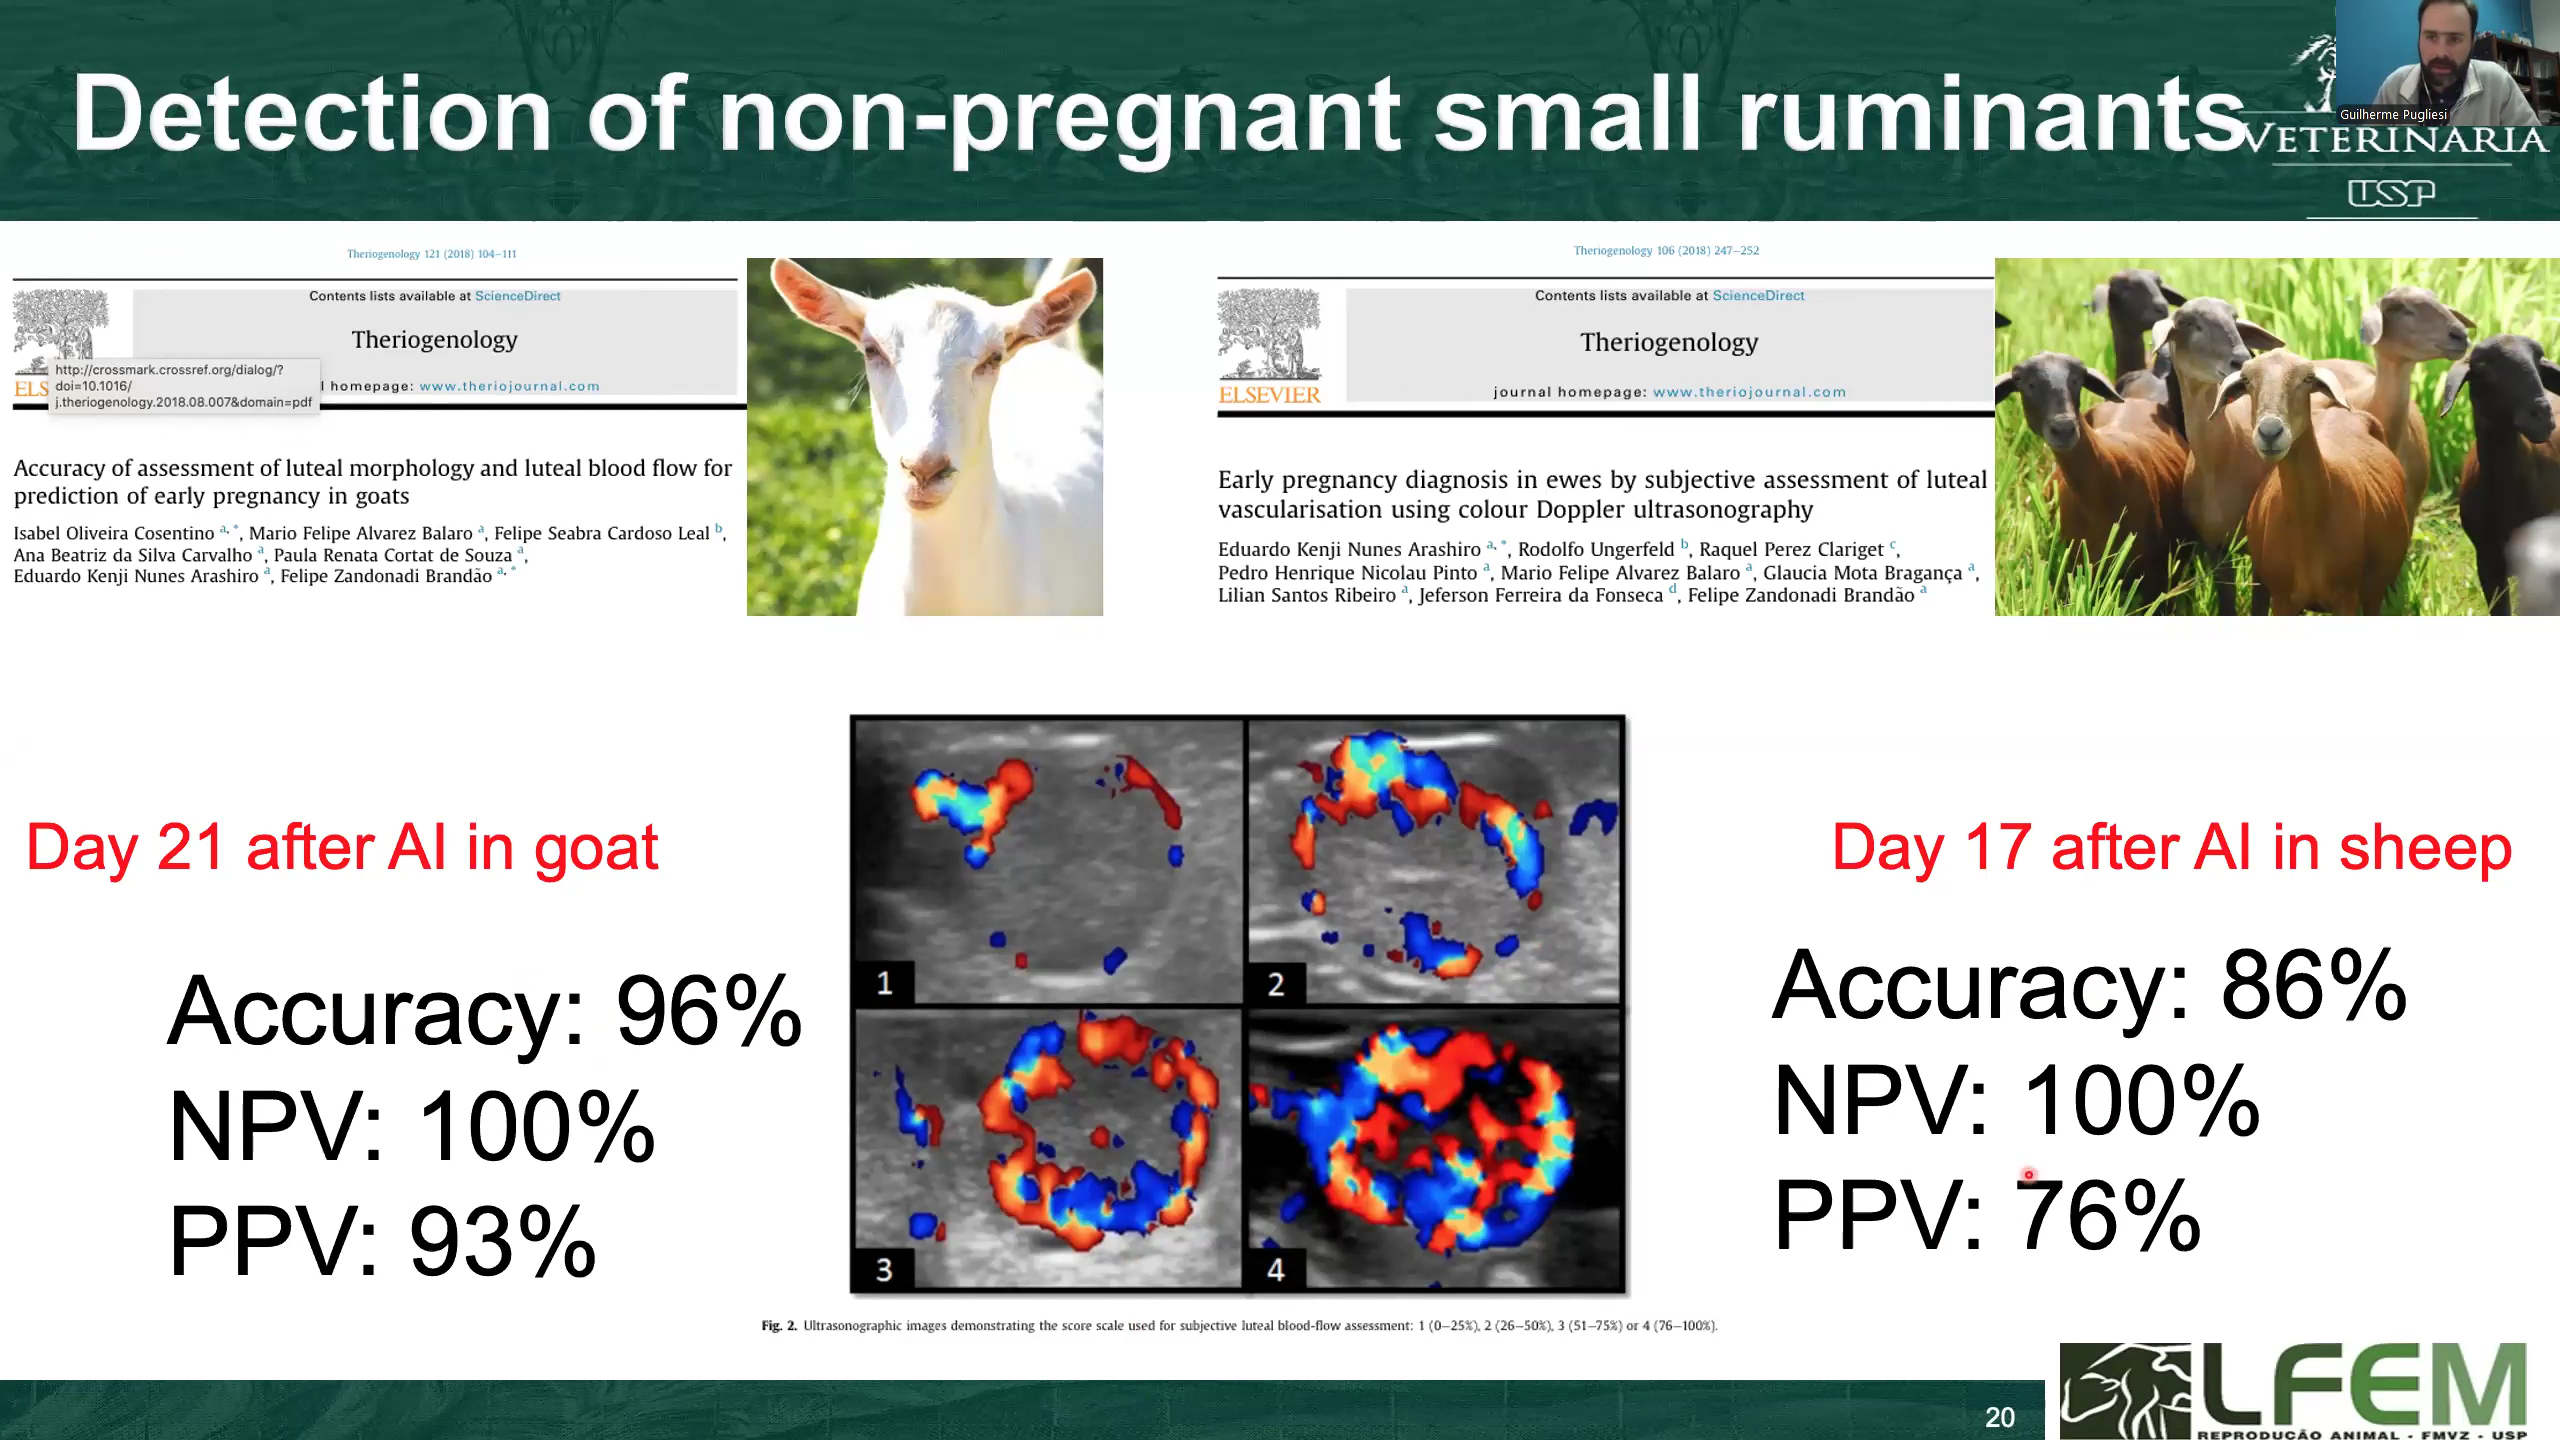 Detection of non-pregnant small ruminants
Guilherme Pugliesi
VETERINARIA
USP
Theriogenology 121 (2018) 104–111
Contents lists available at ScienceDirect
Theriogenology
ELS
http://crossmark.crossref.org/dialog/?
doi=10.1016/
j.theriogenology.2018.08.007&domain=pdf
l homepage: www.theriojournal.com
Accuracy of assessment of luteal morphology and luteal blood flow for
prediction of early pregnancy in goats
Isabel Oliveira Cosentino a, *, Mario Felipe Alvarez Balaro a, Felipe Seabra Cardoso Leal b,
Ana Beatriz da Silva Carvalho a, Paula Renata Cortat de Souza a,
Eduardo Kenji Nunes Arashiro a, Felipe Zandonadi Brandão a, *
Theriogenology 106 (2018) 247–252
Contents lists available at ScienceDirect
Theriogenology
ELSEVIER
journal homepage: www.theriojournal.com
Early pregnancy diagnosis in ewes by subjective assessment of luteal
vascularisation using colour Doppler ultrasonography
Eduardo Kenji Nunes Arashiro a, *, Rodolfo Ungerfeld b, Raquel Perez Clariget c,
Pedro Henrique Nicolau Pinto a, Mario Felipe Alvarez Balaro a, Glaucia Mota Bragança a,
Lilian Santos Ribeiro a, Jeferson Ferreira da Fonseca d, Felipe Zandonadi Brandão a
Day 21 after AI in goat
Accuracy: 96%
NPV: 100%
PPV: 93%
1
2
3
4
Fig. 2. Ultrasonographic images demonstrating the score scale used for subjective luteal blood-flow assessment: 1 (0–25%), 2 (26–50%), 3 (51–75%) or 4 (76–100%).
Day 17 after AI in sheep
Accuracy: 86%
NPV: 100%
PPV: 76%
20
LFEM
REPRODUÇÃO ANIMAL - FMVZ - USP